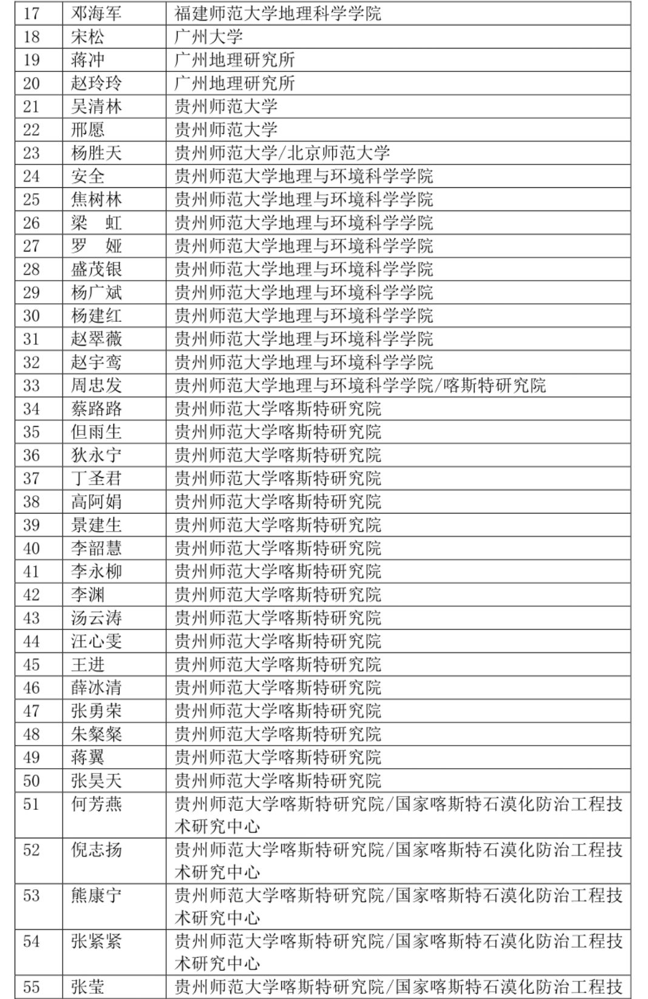 17 邓海军 福建师范大学地理科学学院
18 宋松 广州大学
19 蒋冲 广州地理研究所
20 赵玲玲 广州地理研究所
21 吴清林 贵州师范大学
22 邢愿 贵州师范大学
23 杨胜天 贵州师范大学/北京师范大学
24 安全 贵州师范大学地理与环境科学学院
25 焦树林 贵州师范大学地理与环境科学学院
26 梁　虹 贵州师范大学地理与环境科学学院
27 罗　娅 贵州师范大学地理与环境科学学院
28 盛茂银 贵州师范大学地理与环境科学学院
29 杨广斌 贵州师范大学地理与环境科学学院
30 杨建红 贵州师范大学地理与环境科学学院
31 赵翠薇 贵州师范大学地理与环境科学学院
32 赵宇鸾 贵州师范大学地理与环境科学学院
33 周忠发 贵州师范大学地理与环境科学学院/喀斯特研究院
34 蔡路路 贵州师范大学喀斯特研究院
35 但雨生 贵州师范大学喀斯特研究院
36 狄永宁 贵州师范大学喀斯特研究院
37 丁圣君 贵州师范大学喀斯特研究院
38 高阿娟 贵州师范大学喀斯特研究院
39 景建生 贵州师范大学喀斯特研究院
40 李韶慧 贵州师范大学喀斯特研究院
41 李永柳 贵州师范大学喀斯特研究院
42 李渊 贵州师范大学喀斯特研究院
43 汤云涛 贵州师范大学喀斯特研究院
44 汪心雯 贵州师范大学喀斯特研究院
45 王进 贵州师范大学喀斯特研究院
46 薛冰清 贵州师范大学喀斯特研究院
47 张勇荣 贵州师范大学喀斯特研究院
48 朱粲粲 贵州师范大学喀斯特研究院
49 蒋翼 贵州师范大学喀斯特研究院
50 张昊天 贵州师范大学喀斯特研究院
51 何芳燕 贵州师范大学喀斯特研究院/国家喀斯特石漠化防治工程技
术研究中心
52 倪志扬 贵州师范大学喀斯特研究院/国家喀斯特石漠化防治工程技
术研究中心
53 熊康宁 贵州师范大学喀斯特研究院/国家喀斯特石漠化防治工程技
术研究中心
54 张紧紧 贵州师范大学喀斯特研究院/国家喀斯特石漠化防治工程技
术研究中心
55 张莹 贵州师范大学喀斯特研究院/国家喀斯特石漠化防治工程技